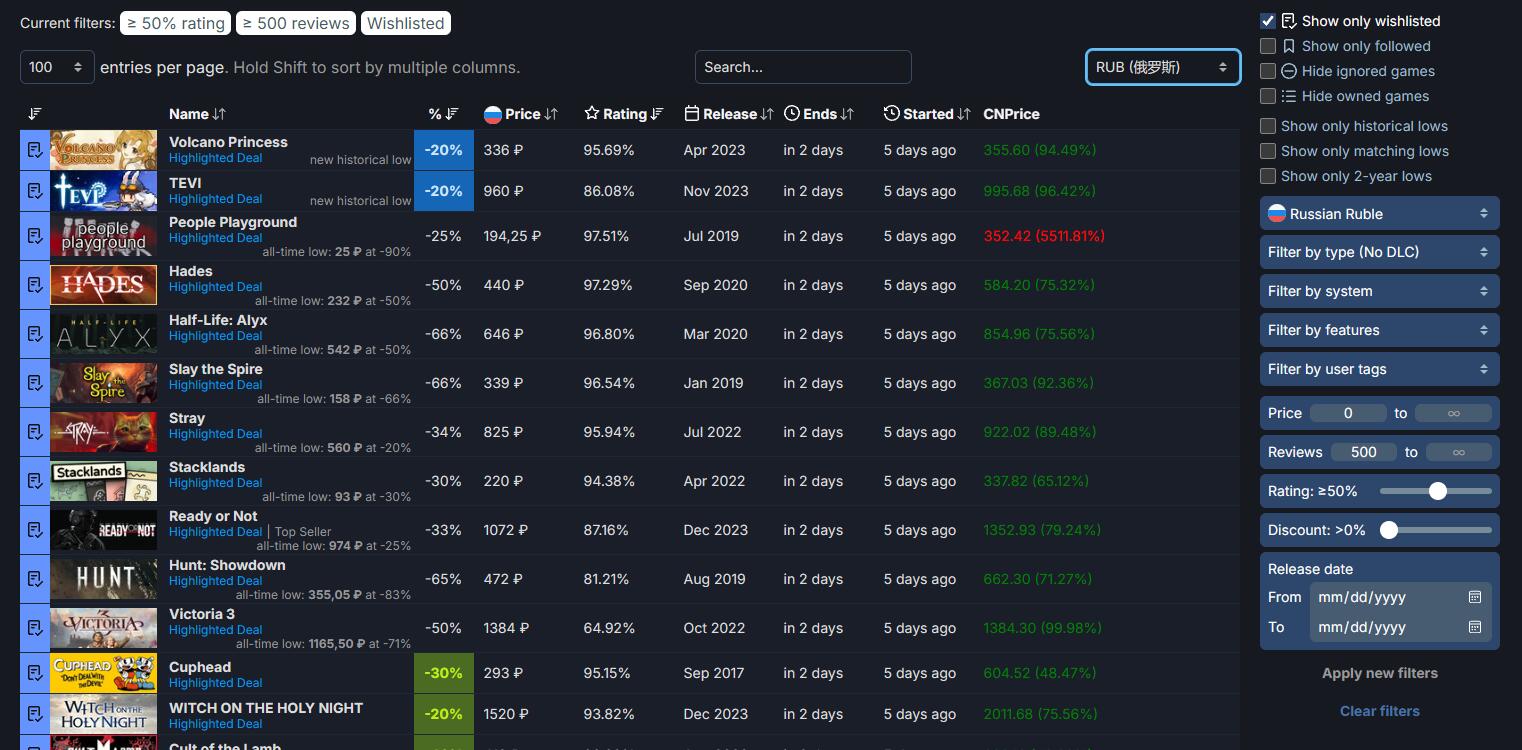 Current filters: ≥ 50% rating ≥ 500 reviews Wishlisted
100 entries per page. Hold Shift to sort by multiple columns. Search... RUB (俄罗斯)
Name % Price Rating Release Ends Started CNPrice
VOLCANO PRINCESS Volcano Princess Highlighted Deal new historical low -20% 336 ₽ 95.69% Apr 2023 in 2 days 5 days ago 355.60 (94.49%)
TEVI TEVI Highlighted Deal new historical low -20% 960 ₽ 86.08% Nov 2023 in 2 days 5 days ago 995.68 (96.42%)
people playground People Playground Highlighted Deal all-time low: 25 ₽ at -90% -25% 194,25 ₽ 97.51% Jul 2019 in 2 days 5 days ago 352.42 (5511.81%)
HADES Hades Highlighted Deal all-time low: 232 ₽ at -50% -50% 440 ₽ 97.29% Sep 2020 in 2 days 5 days ago 584.20 (75.32%)
HALF-LIFE: ALYX Half-Life: Alyx Highlighted Deal all-time low: 542 ₽ at -50% -66% 646 ₽ 96.80% Mar 2020 in 2 days 5 days ago 854.96 (75.56%)
Slay the Spire Slay the Spire Highlighted Deal all-time low: 158 ₽ at -66% -66% 339 ₽ 96.54% Jan 2019 in 2 days 5 days ago 367.03 (92.36%)
STRAY Stray Highlighted Deal all-time low: 560 ₽ at -20% -34% 825 ₽ 95.94% Jul 2022 in 2 days 5 days ago 922.02 (89.48%)
Stacklands Stacklands Highlighted Deal all-time low: 93 ₽ at -30% -30% 220 ₽ 94.38% Apr 2022 in 2 days 5 days ago 337.82 (65.12%)
READY OR NOT Ready or Not Highlighted Deal | Top Seller all-time low: 974 ₽ at -25% -33% 1072 ₽ 87.16% Dec 2023 in 2 days 5 days ago 1352.93 (79.24%)
HUNT Hunt: Showdown Highlighted Deal all-time low: 355,05 ₽ at -83% -65% 472 ₽ 81.21% Aug 2019 in 2 days 5 days ago 662.30 (71.27%)
VICTORIA 3 Victoria 3 Highlighted Deal all-time low: 1165,50 ₽ at -71% -50% 1384 ₽ 64.92% Oct 2022 in 2 days 5 days ago 1384.30 (99.98%)
CUPHEAD "DON'T DEAL WITH THE DEVIL" Cuphead Highlighted Deal -30% 293 ₽ 95.15% Sep 2017 in 2 days 5 days ago 604.52 (48.47%)
WITCH ON THE HOLY NIGHT WITCH ON THE HOLY NIGHT Highlighted Deal -20% 1520 ₽ 93.82% Dec 2023 in 2 days 5 days ago 2011.68 (75.56%)
Cult of the Lamb
Show only wishlisted
Show only followed
Hide ignored games
Hide owned games
Show only historical lows
Show only matching lows
Show only 2-year lows
Russian Ruble
Filter by type (No DLC)
Filter by system
Filter by features
Filter by user tags
Price 0 to ∞
Reviews 500 to ∞
Rating: ≥50%
Discount: >0%
Release date
From mm/dd/yyyy
To mm/dd/yyyy
Apply new filters
Clear filters